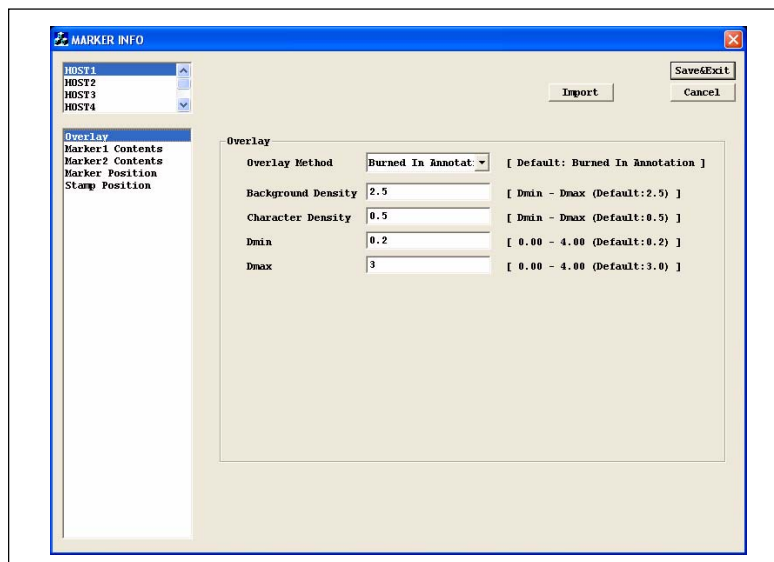 MARKER INFO
HOST1
HOST2
HOST3
HOST4
Save&Exit
Import
Cancel
Overlay
Marker1 Contents
Marker2 Contents
Marker Position
Stamp Position
Overlay
Overlay Method Burned In Annotat: [ Default: Burned In Annotation ]
Background Density 2.5 [ Dmin - Dmax (Default:2.5) ]
Character Density 0.5 [ Dmin - Dmax (Default:0.5) ]
Dmin 0.2 [ 0.00 - 4.00 (Default:0.2) ]
Dmax 3 [ 0.00 - 4.00 (Default:3.0) ]